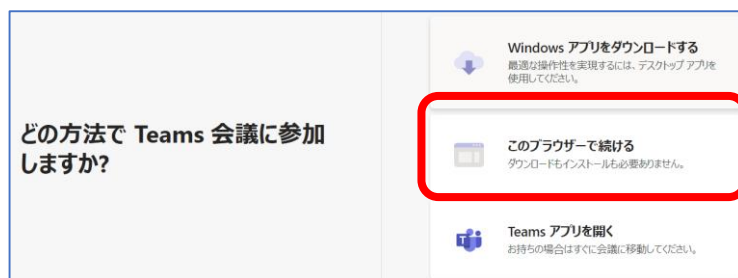 どの方法で Teams 会議に参加
しますか?
Windows アプリをダウンロードする
最適な操作性を実現するには、デスクトップ アプリを
使用してください。
このブラウザーで続ける
ダウンロードもインストールも必要ありません。
Teams アプリを開く
お持ちの場合はすぐに会議に移動してください。